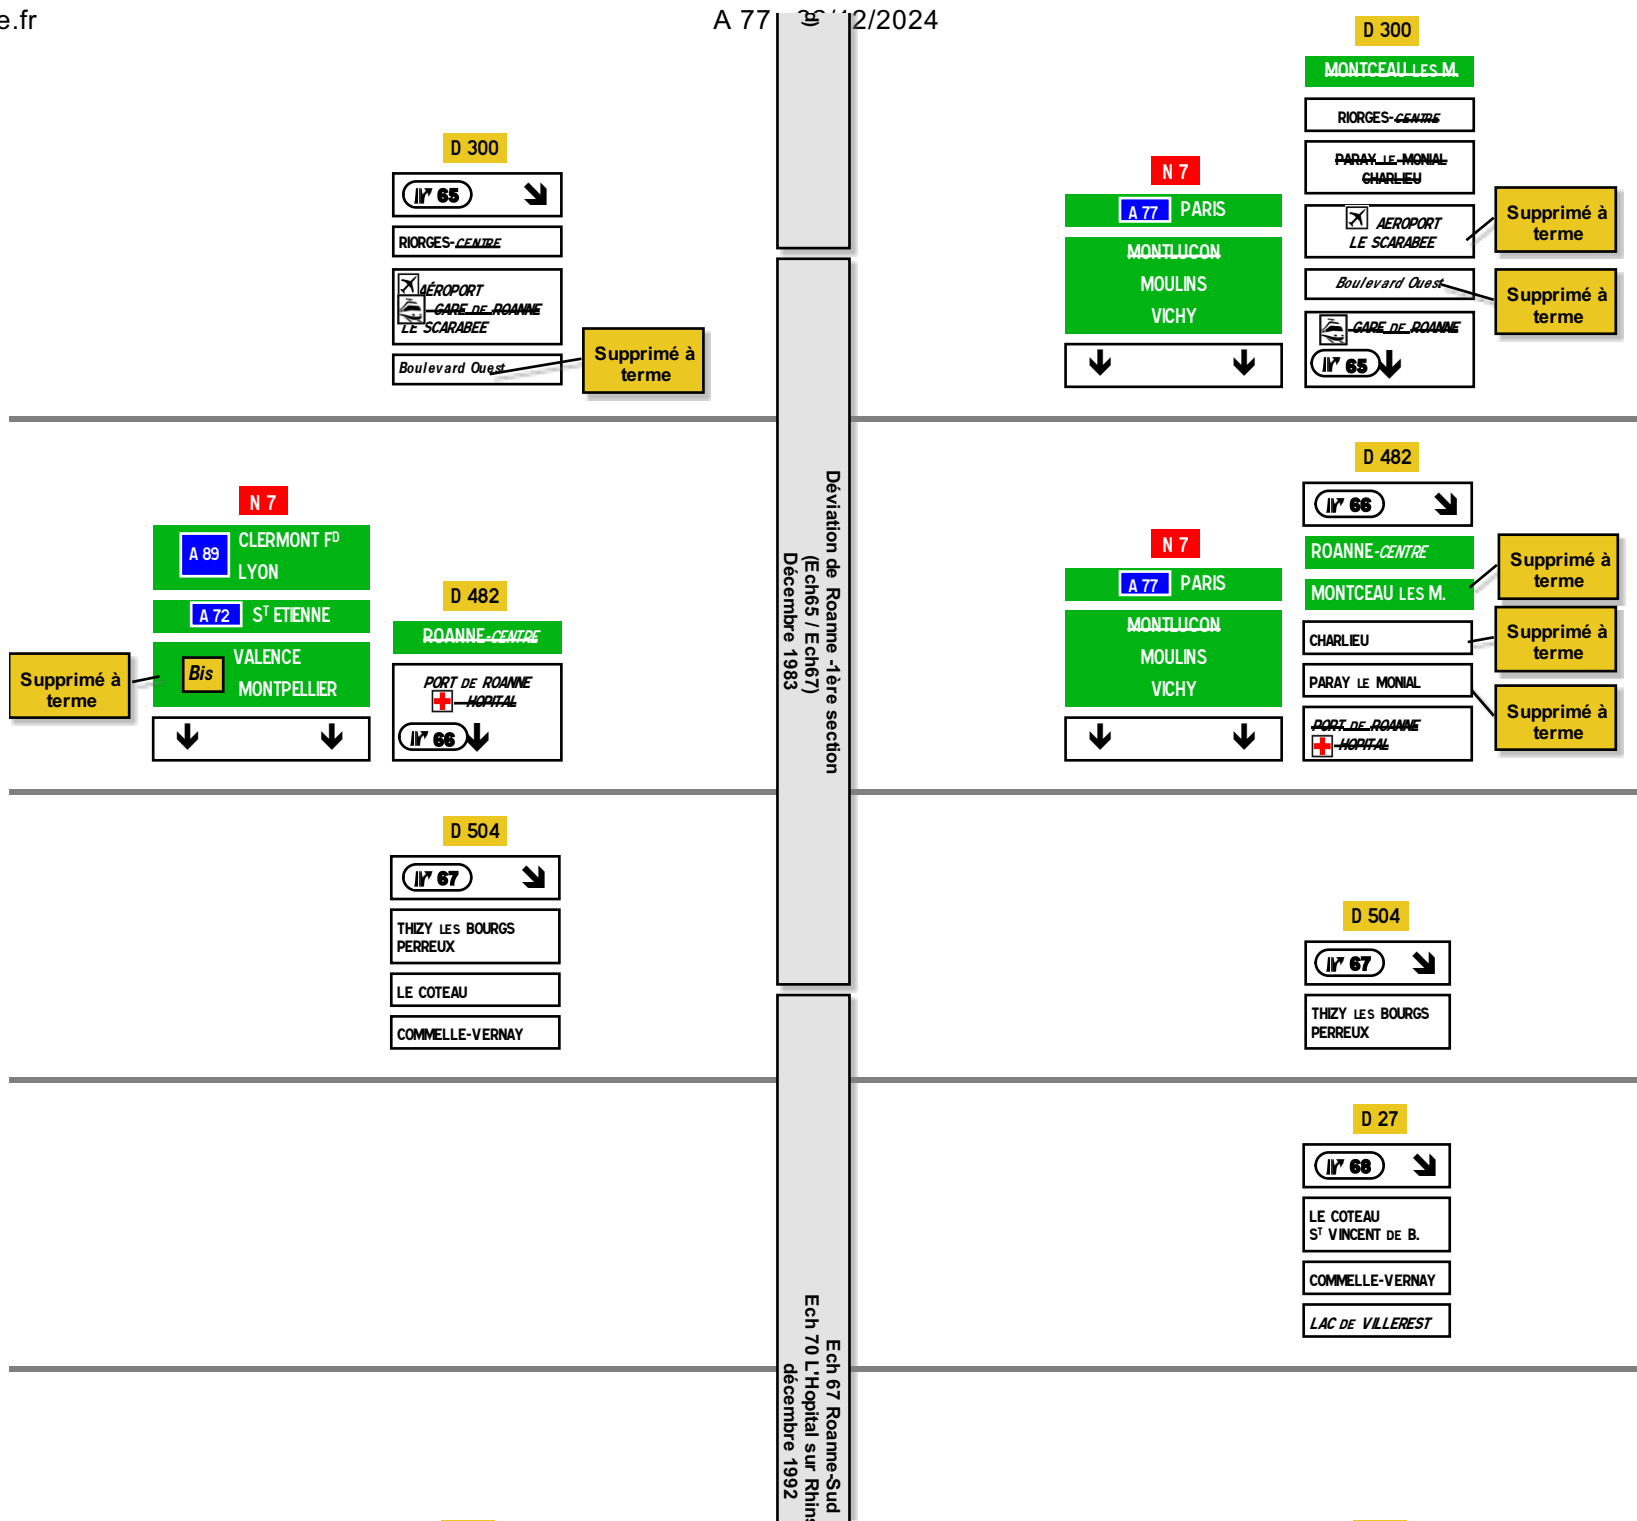 e.fr
A 77
2/2024
D 300
65
RIORGES-CENTRE
AÉROPORT
GARE DE ROANNE
LE SCARABEE
Boulevard Ouest
Supprimé à
terme
N 7
A 77 PARIS
MONTLUCON
MOULINS
VICHY
D 300
MONTCEAU LES M.
RIORGES-CENTRE
PARAY LE MONIAL
CHARLIEU
AEROPORT
LE SCARABEE
Boulevard Ouest
GARE DE ROANNE
65
Supprimé à
terme
Supprimé à
terme
Déviation de Roanne -1ère section
(Ech65 / Ech67)
Décembre 1983
N 7
A 89 CLERMONT FD
LYON
A 72 ST ETIENNE
Bis VALENCE
MONTPELLIER
Supprimé à
terme
D 482
ROANNE-CENTRE
PORT DE ROANNE
HOPITAL
66
N 7
A 77 PARIS
MONTLUCON
MOULINS
VICHY
D 482
66
ROANNE-CENTRE
MONTCEAU LES M.
CHARLIEU
PARAY LE MONIAL
PORT DE ROANNE
HOPITAL
Supprimé à
terme
Supprimé à
terme
Supprimé à
terme
D 504
67
THIZY LES BOURGS
PERREUX
LE COTEAU
COMMELLE-VERNAY
D 504
67
THIZY LES BOURGS
PERREUX
D 27
68
LE COTEAU
ST VINCENT DE B.
COMMELLE-VERNAY
LAC DE VILLEREST
Ech 67 Roanne-Sud
Ech 70 L'Hopital sur Rhins
décembre 1992